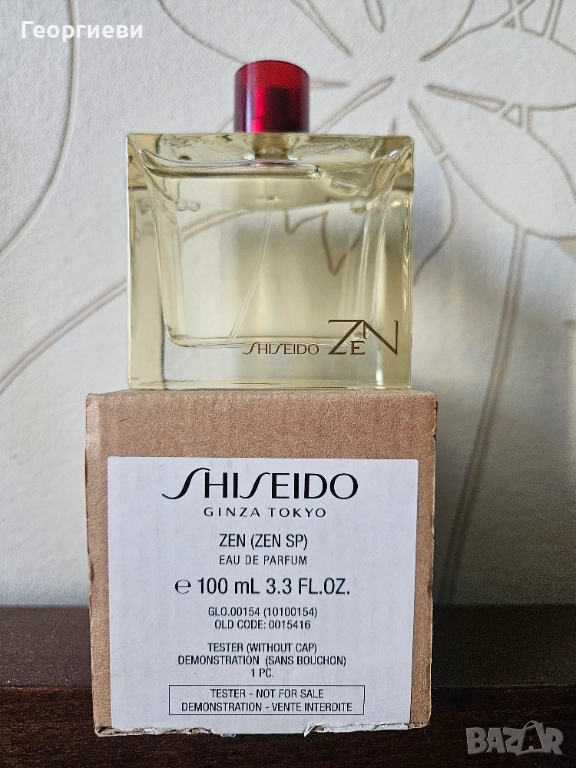 Георгиеви
SHISEIDO ZEN
SHISEIDO
GINZA TOKYO
ZEN (ZEN SP)
EAU DE PARFUM
℮ 100 mL 3.3 FL.OZ.
GLO.00154 (10100154)
OLD CODE: 0015416
TESTER (WITHOUT CAP)
DEMONSTRATION (SANS BOUCHON)
1 PC.
TESTER - NOT FOR SALE
DEMONSTRATION - VENTE INTERDITE
BAZAR